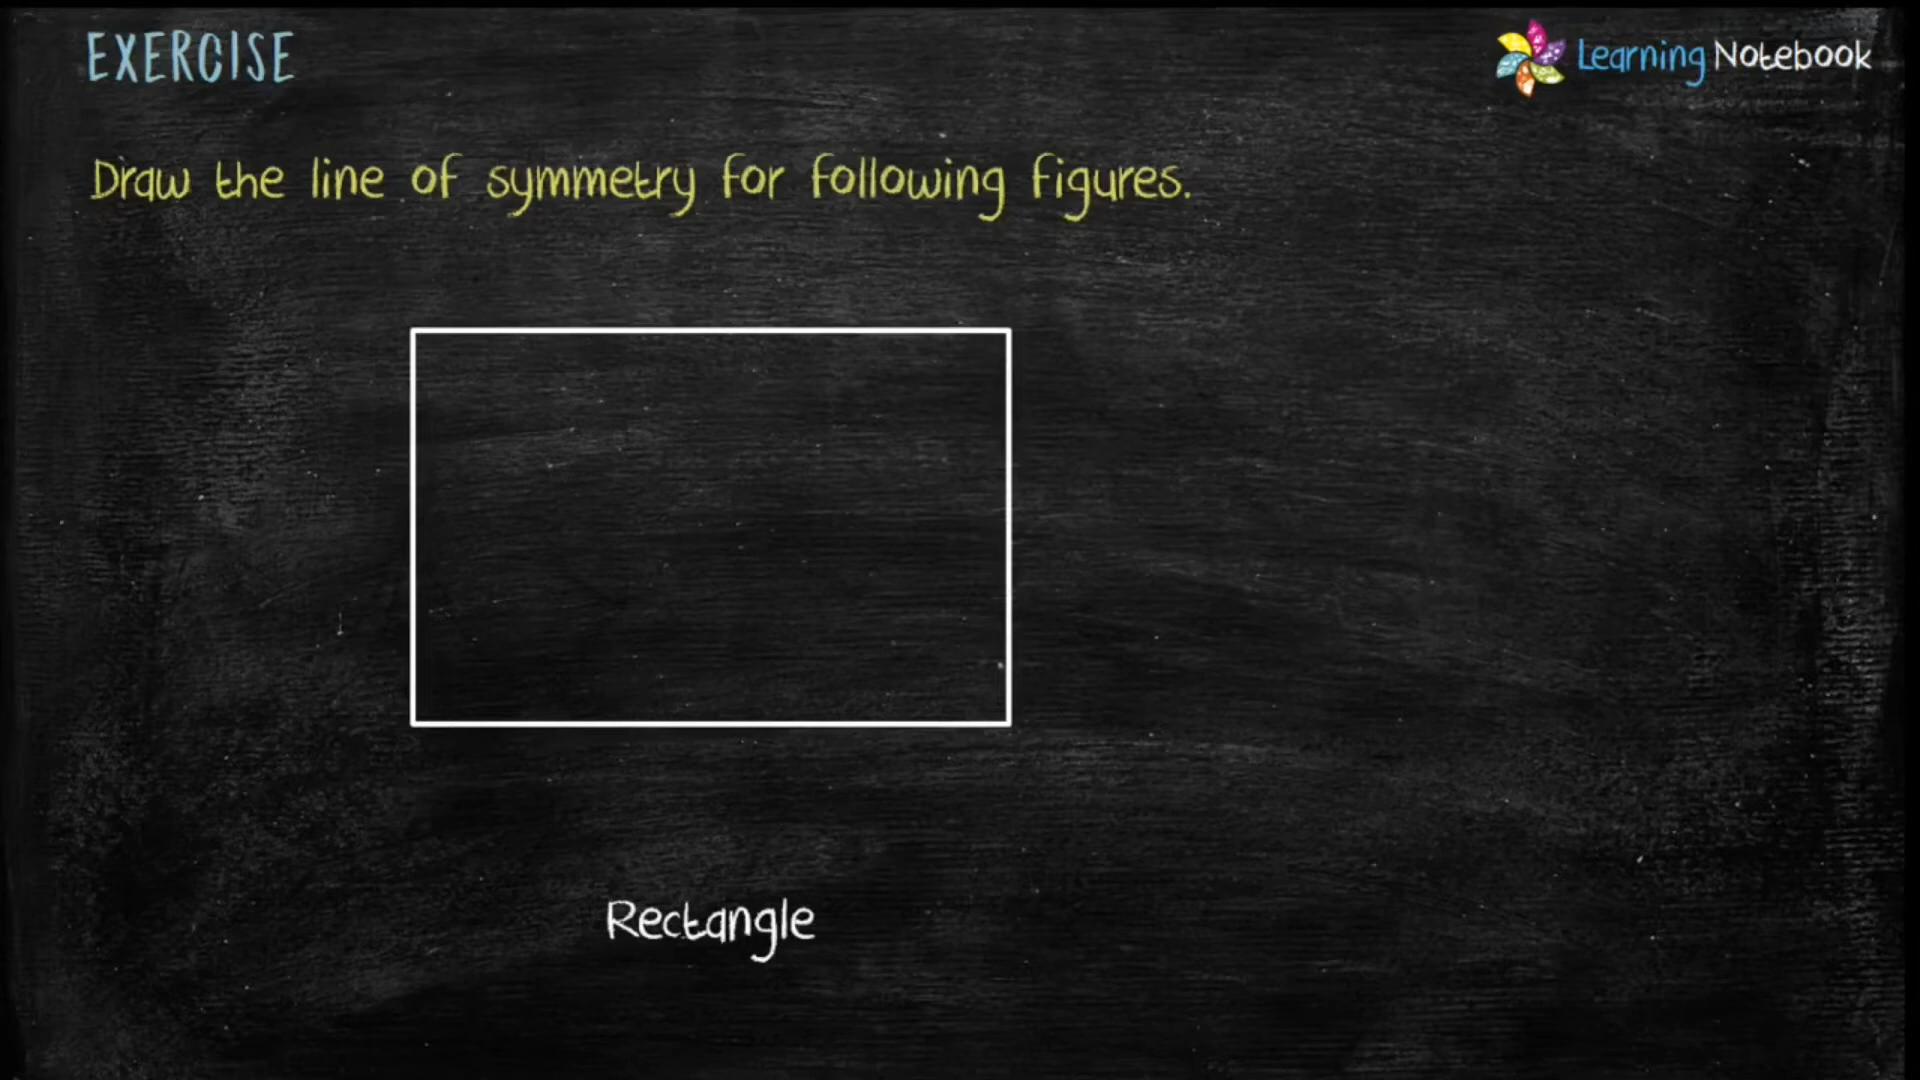 EXERCISE
Learning Notebook
Draw the line of symmetry for following figures.
Rectangle